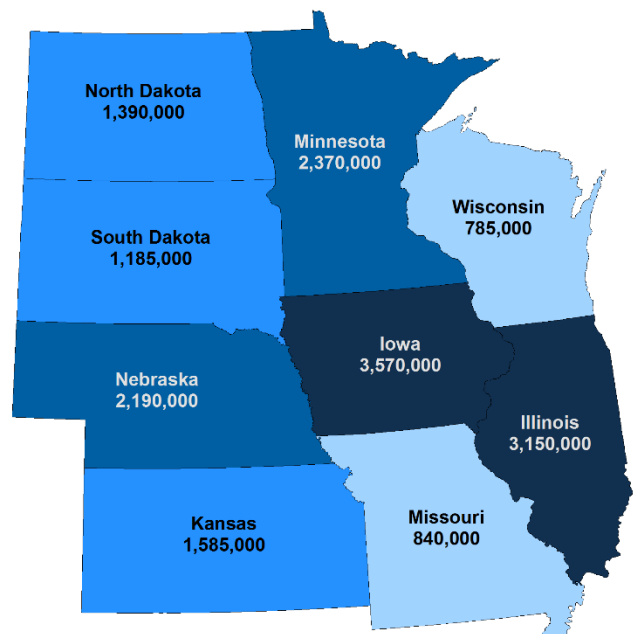 North Dakota
1,390,000
Minnesota
2,370,000
Wisconsin
785,000
South Dakota
1,185,000
Iowa
3,570,000
Nebraska
2,190,000
Illinois
3,150,000
Kansas
1,585,000
Missouri
840,000